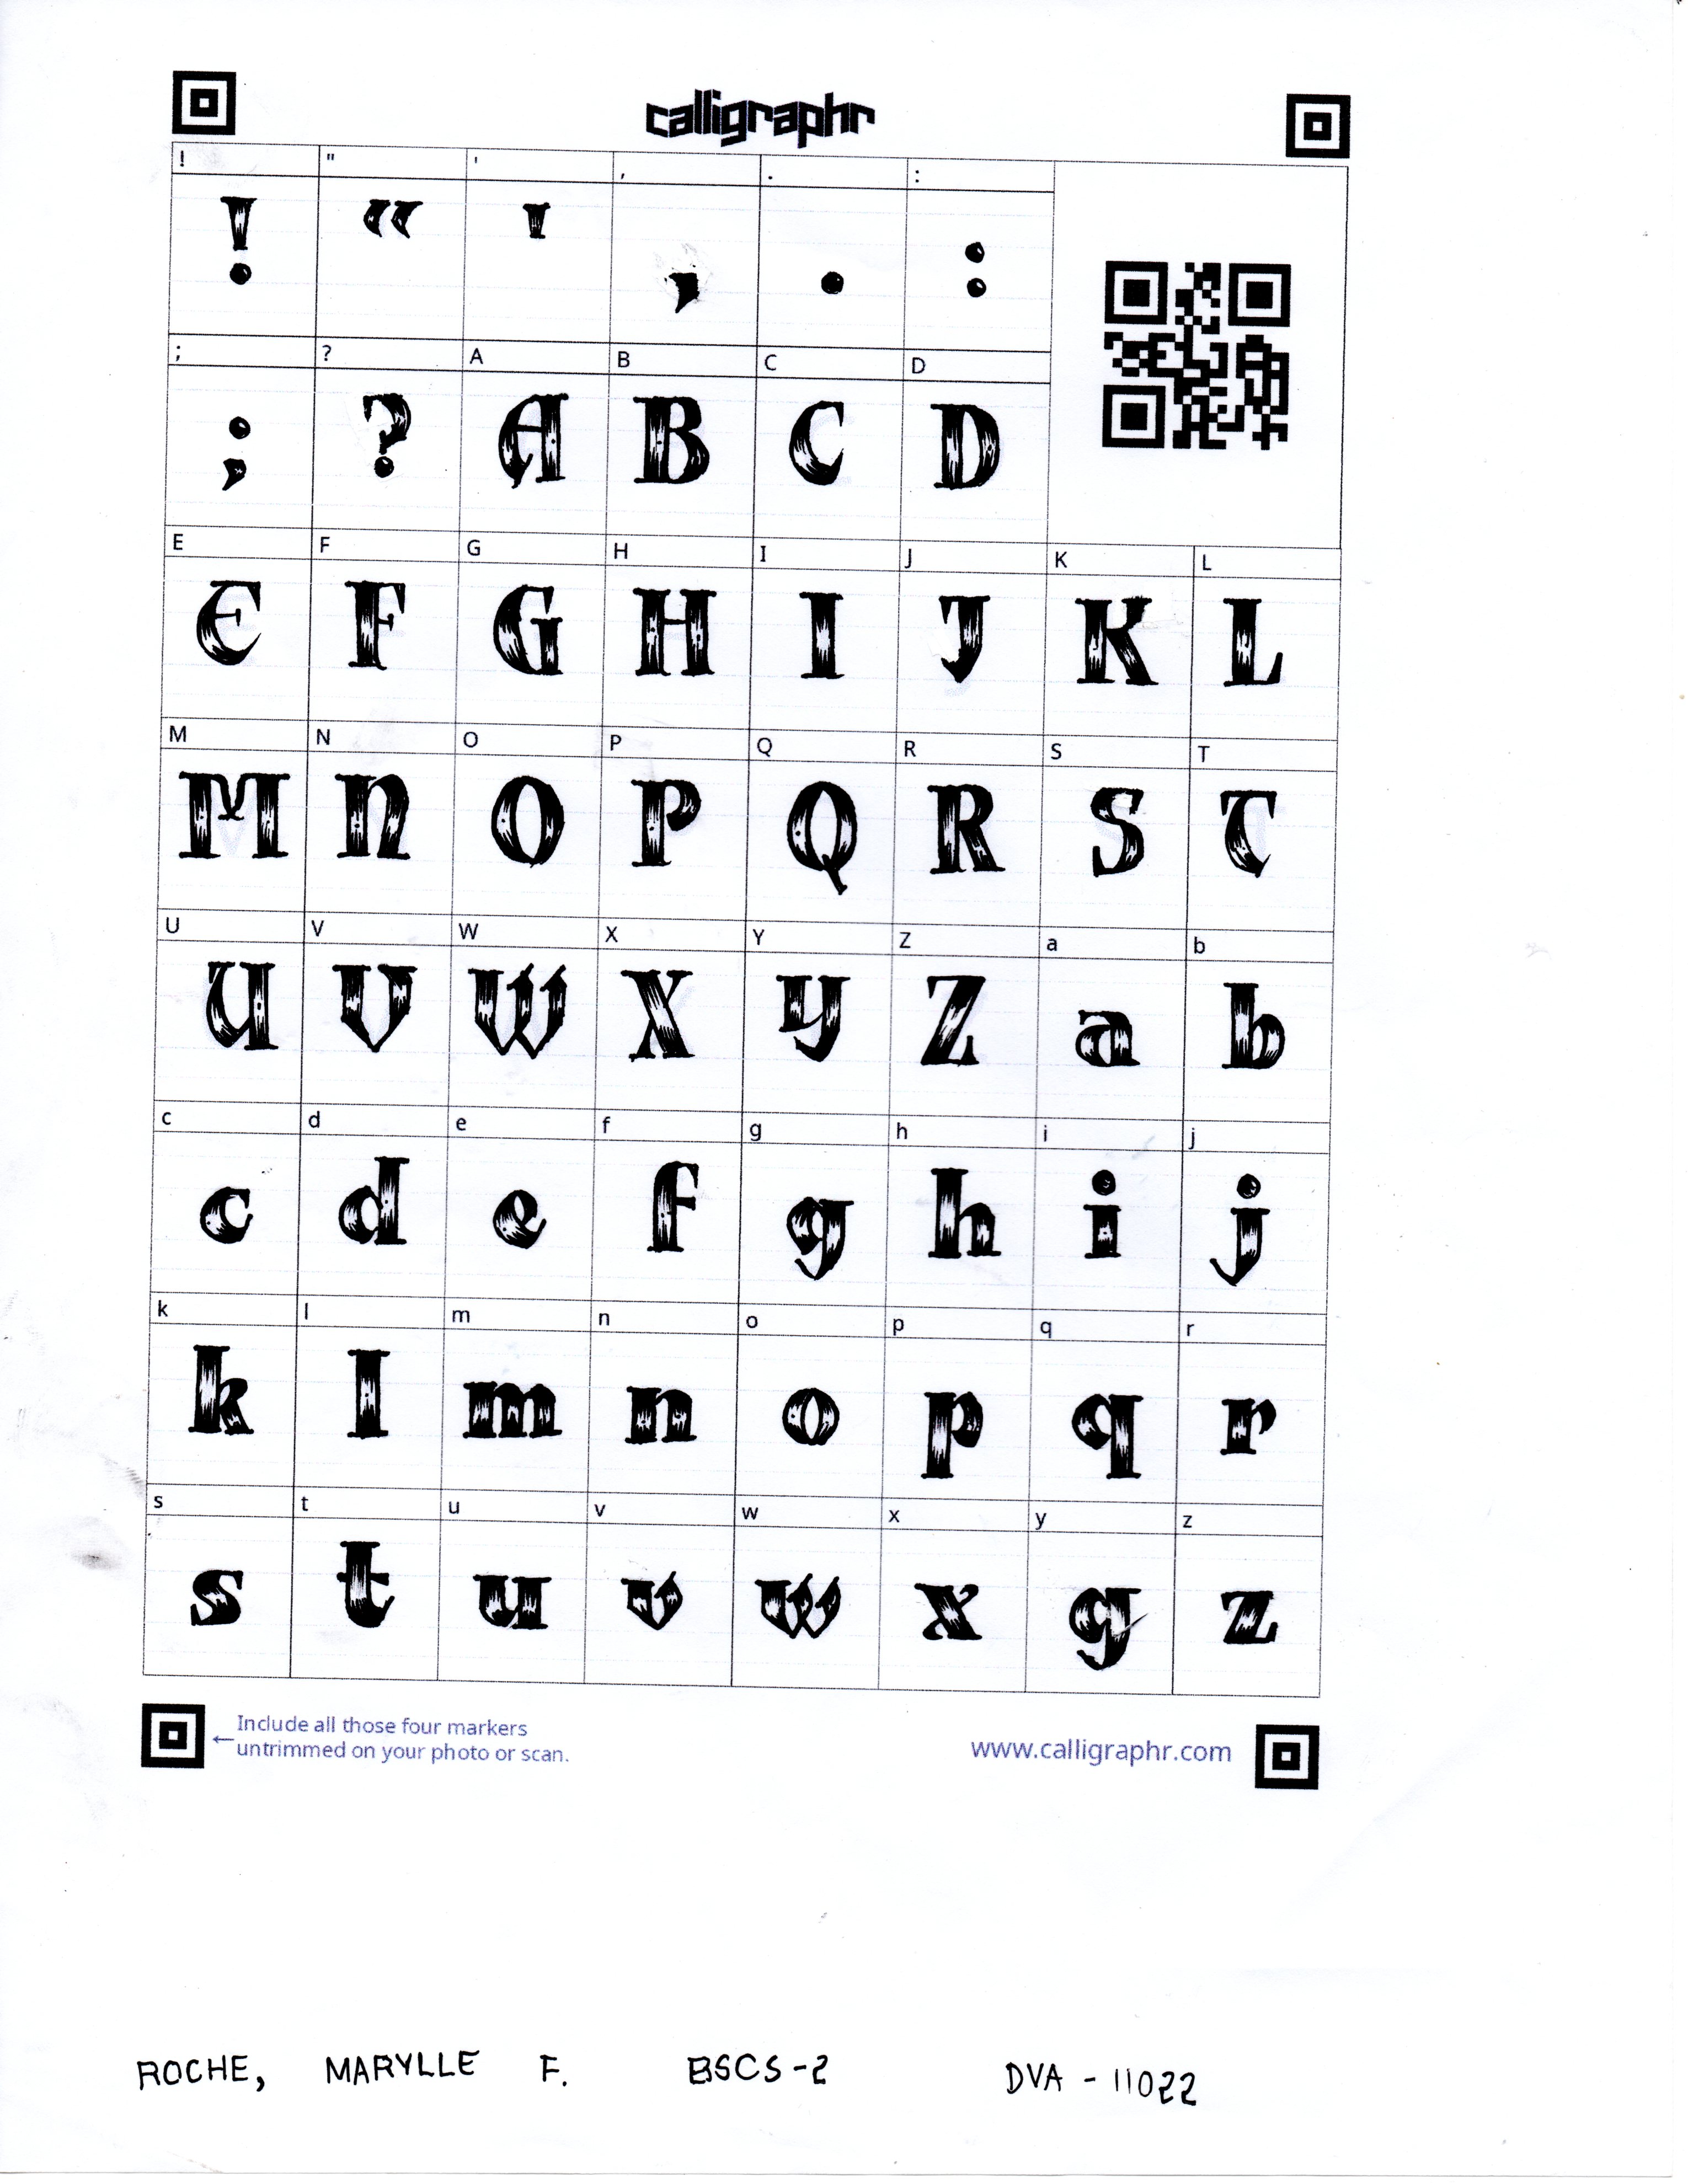 calligraphr
! " ' , . :
! “ ' , . :
; ? A B C D
; ? A B C D
E F G H I J K L
E F G H I J K L
M N O P Q R S T
M N O P Q R S T
U V W X Y Z a b
U V W X Y Z a b
c d e f g h i j
c d e f g h i j
k l m n o p q r
k l m n o p q r
s t u v w x y z
s t u v w x y z
←Include all those four markers
untrimmed on your photo or scan.
www.calligraphr.com
ROCHE, MARYLLE F. BSCS-2 DVA - 11022